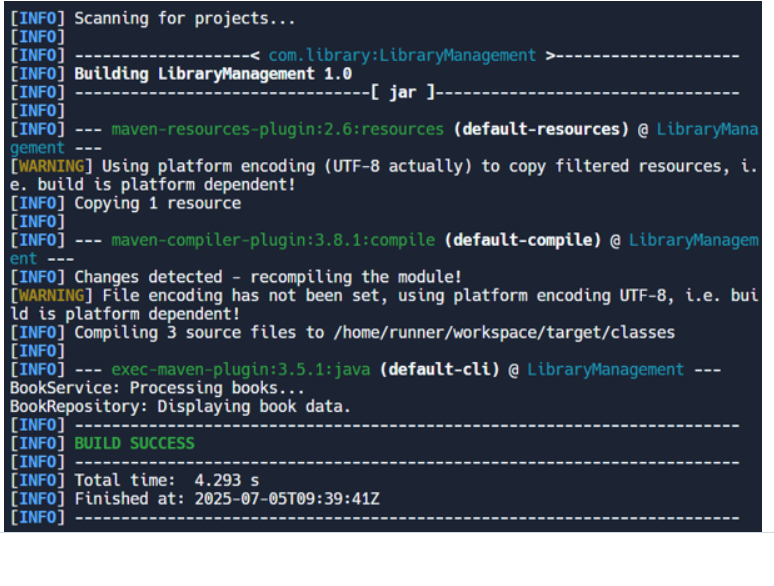 [INFO] Scanning for projects...
[INFO]
[INFO] -------------------< com.library:LibraryManagement >--------------------
[INFO] Building LibraryManagement 1.0
[INFO] --------------------------------[ jar ]---------------------------------
[INFO]
[INFO] --- maven-resources-plugin:2.6:resources (default-resources) @ LibraryMana
gement ---
[WARNING] Using platform encoding (UTF-8 actually) to copy filtered resources, i.
e. build is platform dependent!
[INFO] Copying 1 resource
[INFO]
[INFO] --- maven-compiler-plugin:3.8.1:compile (default-compile) @ LibraryManagem
ent ---
[INFO] Changes detected - recompiling the module!
[WARNING] File encoding has not been set, using platform encoding UTF-8, i.e. bui
ld is platform dependent!
[INFO] Compiling 3 source files to /home/runner/workspace/target/classes
[INFO]
[INFO] --- exec-maven-plugin:3.5.1:java (default-cli) @ LibraryManagement ---
BookService: Processing books...
BookRepository: Displaying book data.
[INFO] ------------------------------------------------------------------------
[INFO] BUILD SUCCESS
[INFO] ------------------------------------------------------------------------
[INFO] Total time:  4.293 s
[INFO] Finished at: 2025-07-05T09:39:41Z
[INFO] ------------------------------------------------------------------------